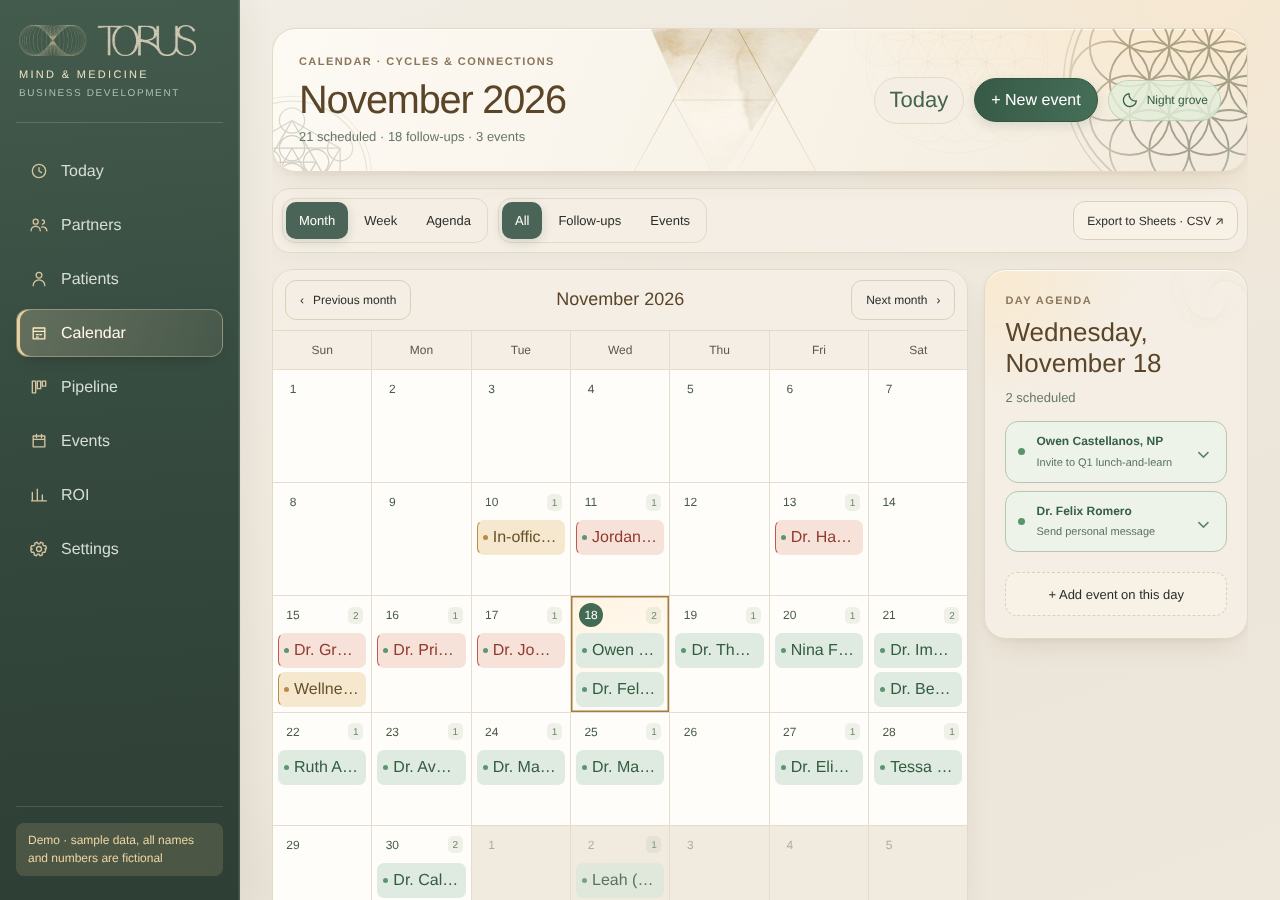 TORUS
MIND & MEDICINE
BUSINESS DEVELOPMENT
Today
Partners
Patients
Calendar
Pipeline
Events
ROI
Settings
Demo · sample data, all names
and numbers are fictional
CALENDAR · CYCLES & CONNECTIONS
November 2026
21 scheduled · 18 follow-ups · 3 events
Today
+ New event
Night grove
Month Week Agenda
All Follow-ups Events
Export to Sheets · CSV ↗
‹ Previous month
November 2026
Next month ›
Sun Mon Tue Wed Thu Fri Sat
1 2 3 4 5 6 7
8 9 10 1 11 1 12 13 1 14
In-offic… Jordan… Dr. Ha…
15 2 16 1 17 1 18 2 19 1 20 1 21 2
Dr. Gr… Dr. Pri… Dr. Jo… Owen … Dr. Th… Nina F… Dr. Im…
Wellne… Dr. Fel… Dr. Be…
22 1 23 1 24 1 25 1 26 27 1 28 1
Ruth A… Dr. Av… Dr. Ma… Dr. Ma… Dr. Eli… Tessa …
29 30 2 1 2 1 3 4 5
Dr. Cal… Leah (…
DAY AGENDA
Wednesday,
November 18
2 scheduled
Owen Castellanos, NP
Invite to Q1 lunch-and-learn
Dr. Felix Romero
Send personal message
+ Add event on this day